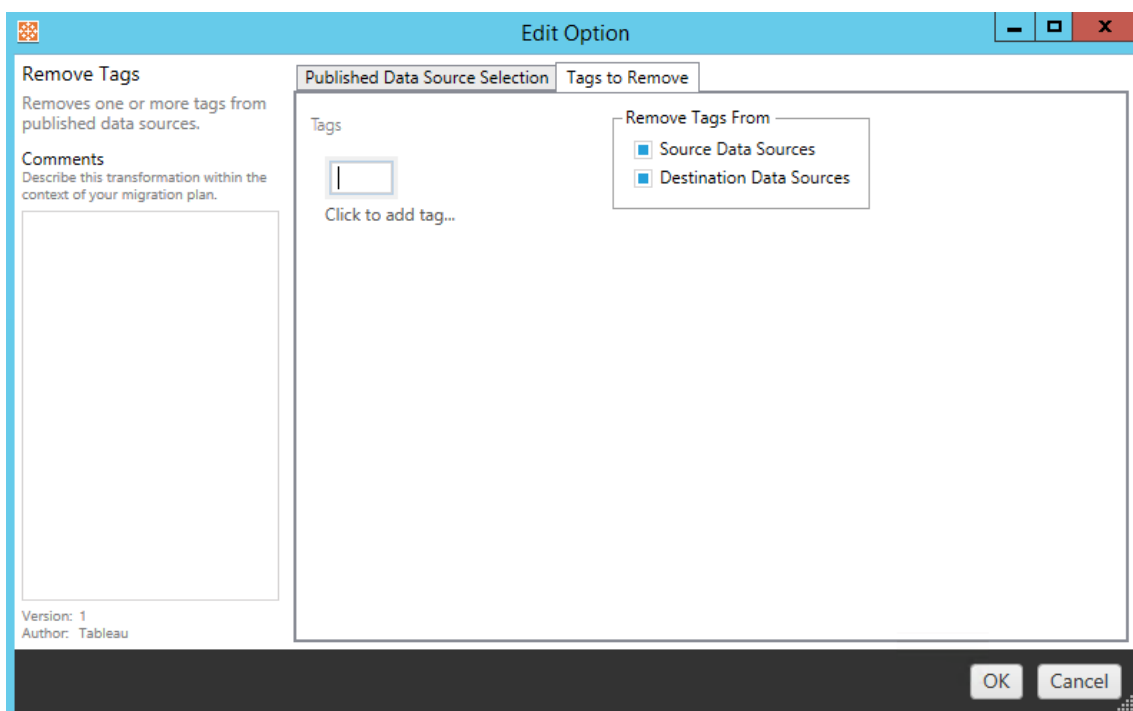 Edit Option
Remove Tags
Removes one or more tags from
published data sources.
Comments
Describe this transformation within the
context of your migration plan.
Version: 1
Author: Tableau
Published Data Source Selection
Tags to Remove
Tags
Click to add tag...
Remove Tags From
Source Data Sources
Destination Data Sources
OK
Cancel